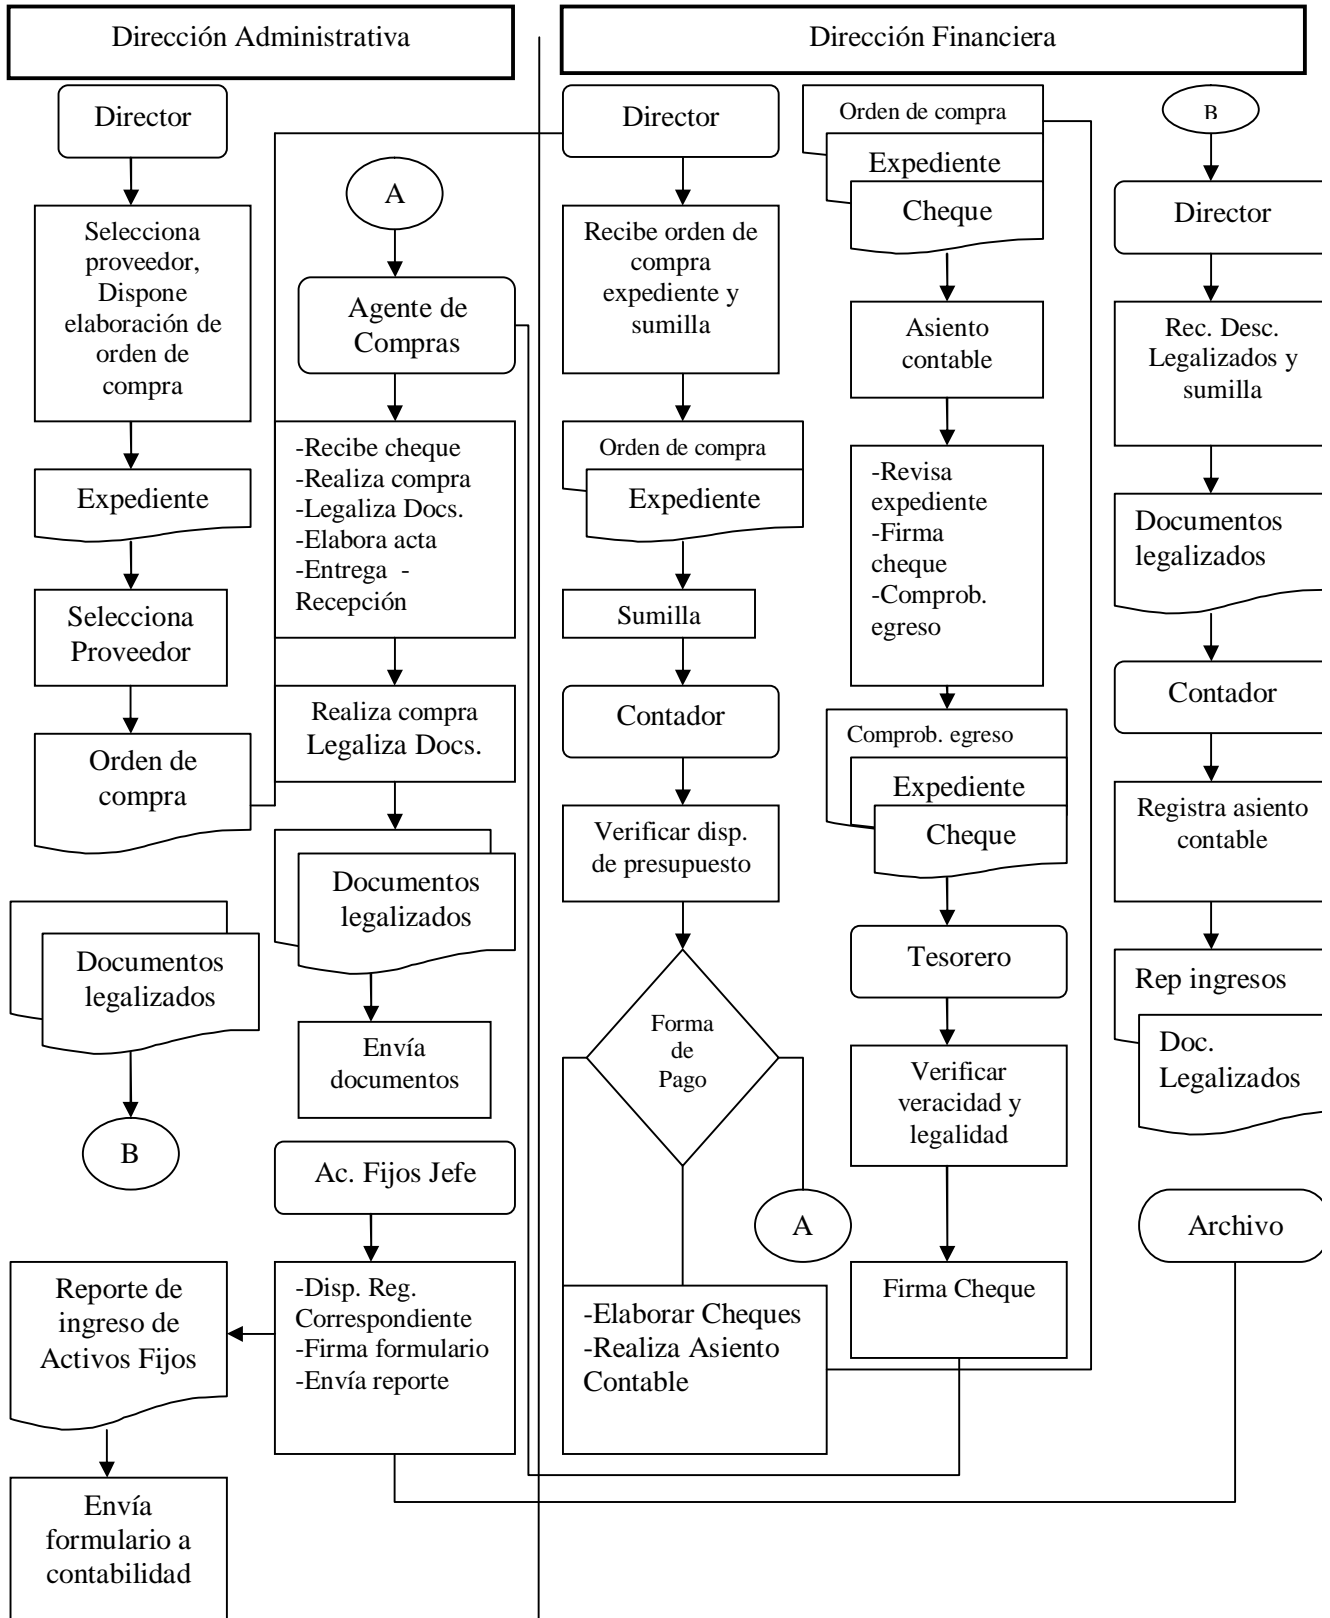 Dirección Administrativa
Director
Selecciona
proveedor,
Dispone
elaboración de
orden de
compra
Expediente
Selecciona
Proveedor
Orden de
compra
Documentos
legalizados
B
Reporte de
ingreso de
Activos Fijos
Envía
formulario a
contabilidad
A
Agente de
Compras
-Recibe cheque
-Realiza compra
-Legaliza Docs.
-Elabora acta
-Entrega -
Recepción
Realiza compra
Legaliza Docs.
Documentos
legalizados
Envía
documentos
Ac. Fijos Jefe
-Disp. Reg.
Correspondiente
-Firma formulario
-Envía reporte
Dirección Financiera
Director
Recibe orden de
compra
expediente y
sumilla
Orden de compra
Expediente
Sumilla
Contador
Verificar disp.
de presupuesto
Forma
de
Pago
A
-Elaborar Cheques
-Realiza Asiento
Contable
Orden de compra
Expediente
Cheque
Asiento
contable
-Revisa
expediente
-Firma
cheque
-Comprob.
egreso
Comprob. egreso
Expediente
Cheque
Tesorero
Verificar
veracidad y
legalidad
Firma Cheque
B
Director
Rec. Desc.
Legalizados y
sumilla
Documentos
legalizados
Contador
Registra asiento
contable
Rep ingresos
Doc.
Legalizados
Archivo